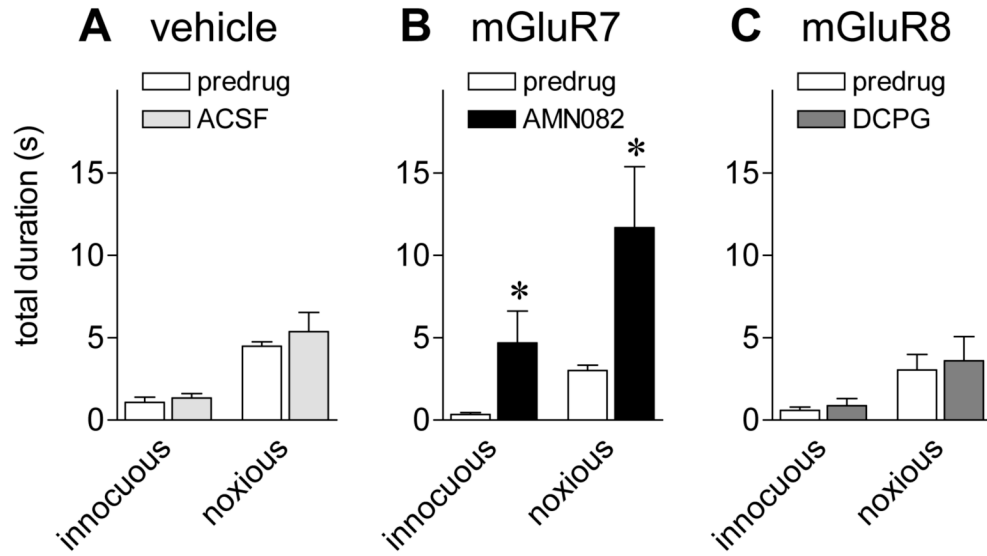 A vehicle
predrug
ACSF
total duration (s)
15
10
5
0
innocuous
noxious
B mGluR7
predrug
AMN082
*
*
15
10
5
0
innocuous
noxious
C mGluR8
predrug
DCPG
15
10
5
0
innocuous
noxious